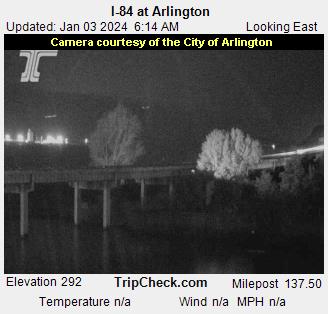 I-84 at Arlington
Updated: Jan 03 2024 6:14 AM Looking East
Camera courtesy of the City of Arlington
Elevation 292 TripCheck.com Milepost 137.50
Temperature n/a Wind n/a MPH n/a